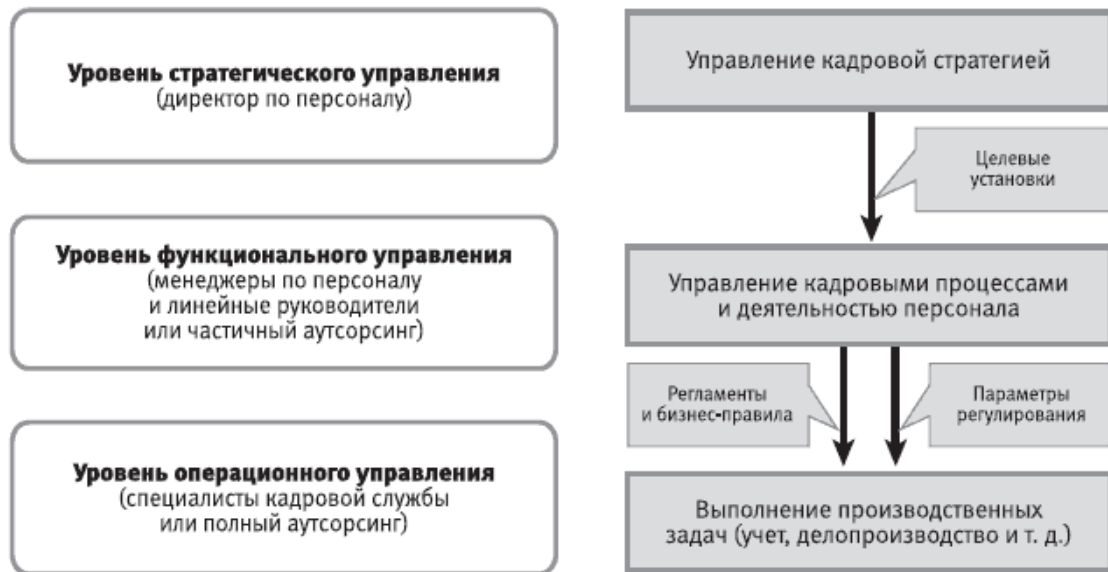 Уровень стратегического управления
(директор по персоналу)
Управление кадровой стратегией
Целевые
установки
Уровень функционального управления
(менеджеры по персоналу
и линейные руководители
или частичный аутсорсинг)
Управление кадровыми процессами
и деятельностью персонала
Регламенты
и бизнес-правила
Параметры
регулирования
Уровень операционного управления
(специалисты кадровой службы
или полный аутсорсинг)
Выполнение производственных
задач (учет, делопроизводство и т. д.)